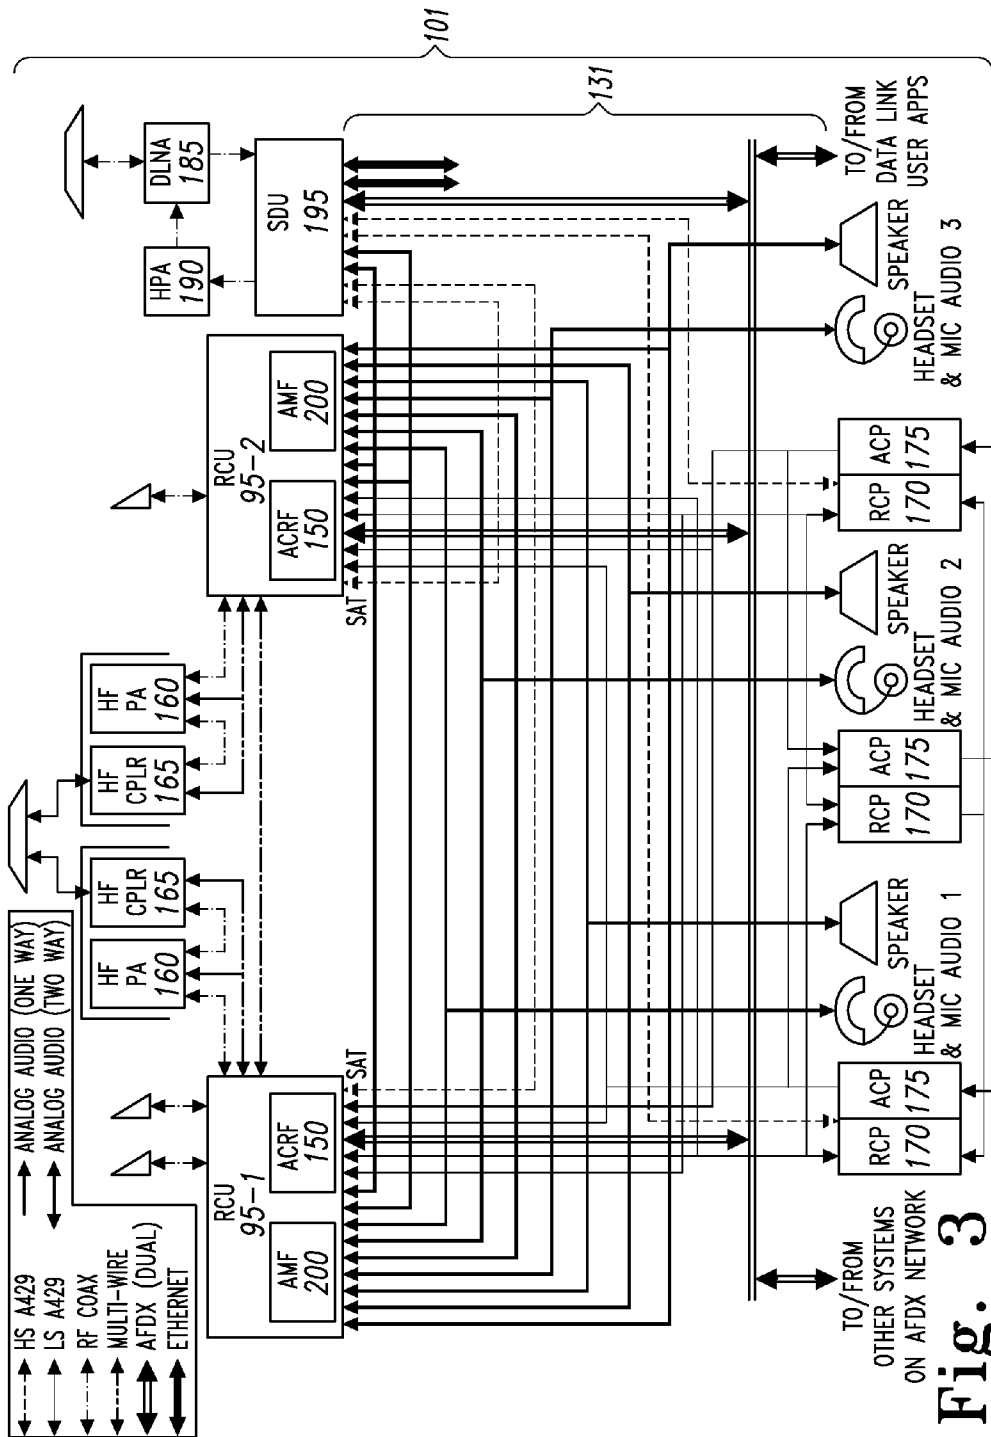 HS A429
LS A429
RF COAX
MULTI-WIRE
AFDX (DUAL)
ETHERNET
ANALOG AUDIO (ONE WAY)
ANALOG AUDIO (TWO WAY)
HF
PA
160
HF
CPLR
165
HF
CPLR
165
HF
PA
160
HPA
190
DLNA
185
101
RCU
95-1
AMF
200
ACRF
150
SAT
RCU
95-2
ACRF
150
AMF
200
SAT
SDU
195
131
TO/FROM
OTHER SYSTEMS
ON AFDX NETWORK
RCP
170
ACP
175
HEADSET
& MIC AUDIO 1
SPEAKER
RCP
170
ACP
175
HEADSET
& MIC AUDIO 2
SPEAKER
RCP
170
ACP
175
HEADSET
& MIC AUDIO 3
SPEAKER
TO/FROM
DATA LINK
USER APPS
Fig. 3